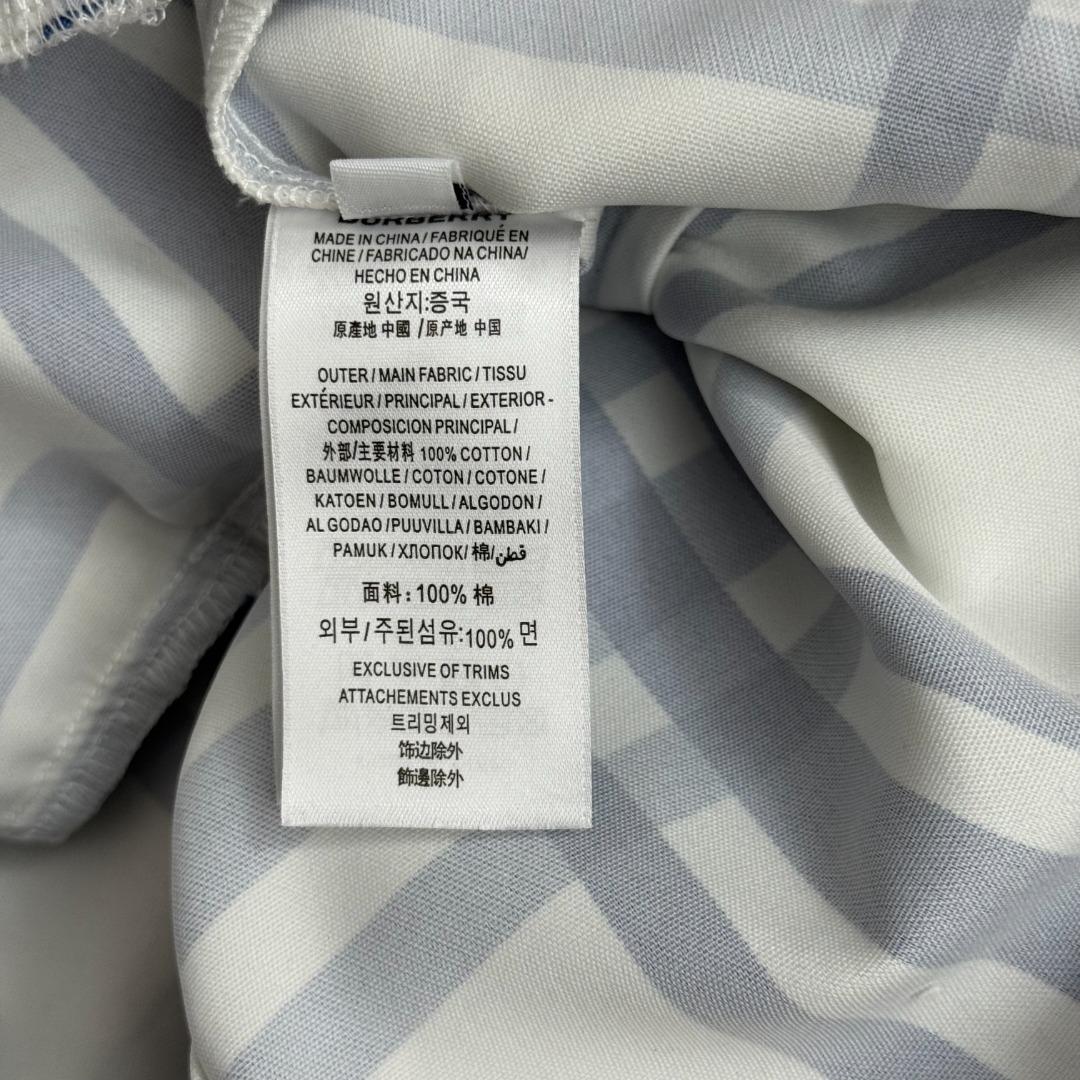 BURBERRY
MADE IN CHINA / FABRIQUÉ EN
CHINE / FABRICADO NA CHINA/
HECHO EN CHINA
원산지:중국
原產地 中國 /原产地 中国
OUTER / MAIN FABRIC / TISSU
EXTÉRIEUR / PRINCIPAL / EXTERIOR -
COMPOSICION PRINCIPAL /
外部/主要材料 100% COTTON /
BAUMWOLLE / COTON / COTONE /
KATOEN / BOMULL / ALGODON /
ALGODAO / PUUVILLA / BAMBAKI /
PAMUK / ХЛОПОК/ 棉/قطن
面料：100% 棉
외부/주된섬유:100% 면
EXCLUSIVE OF TRIMS
ATTACHEMENTS EXCLUS
트리밍제외
饰边除外
飾邊除外